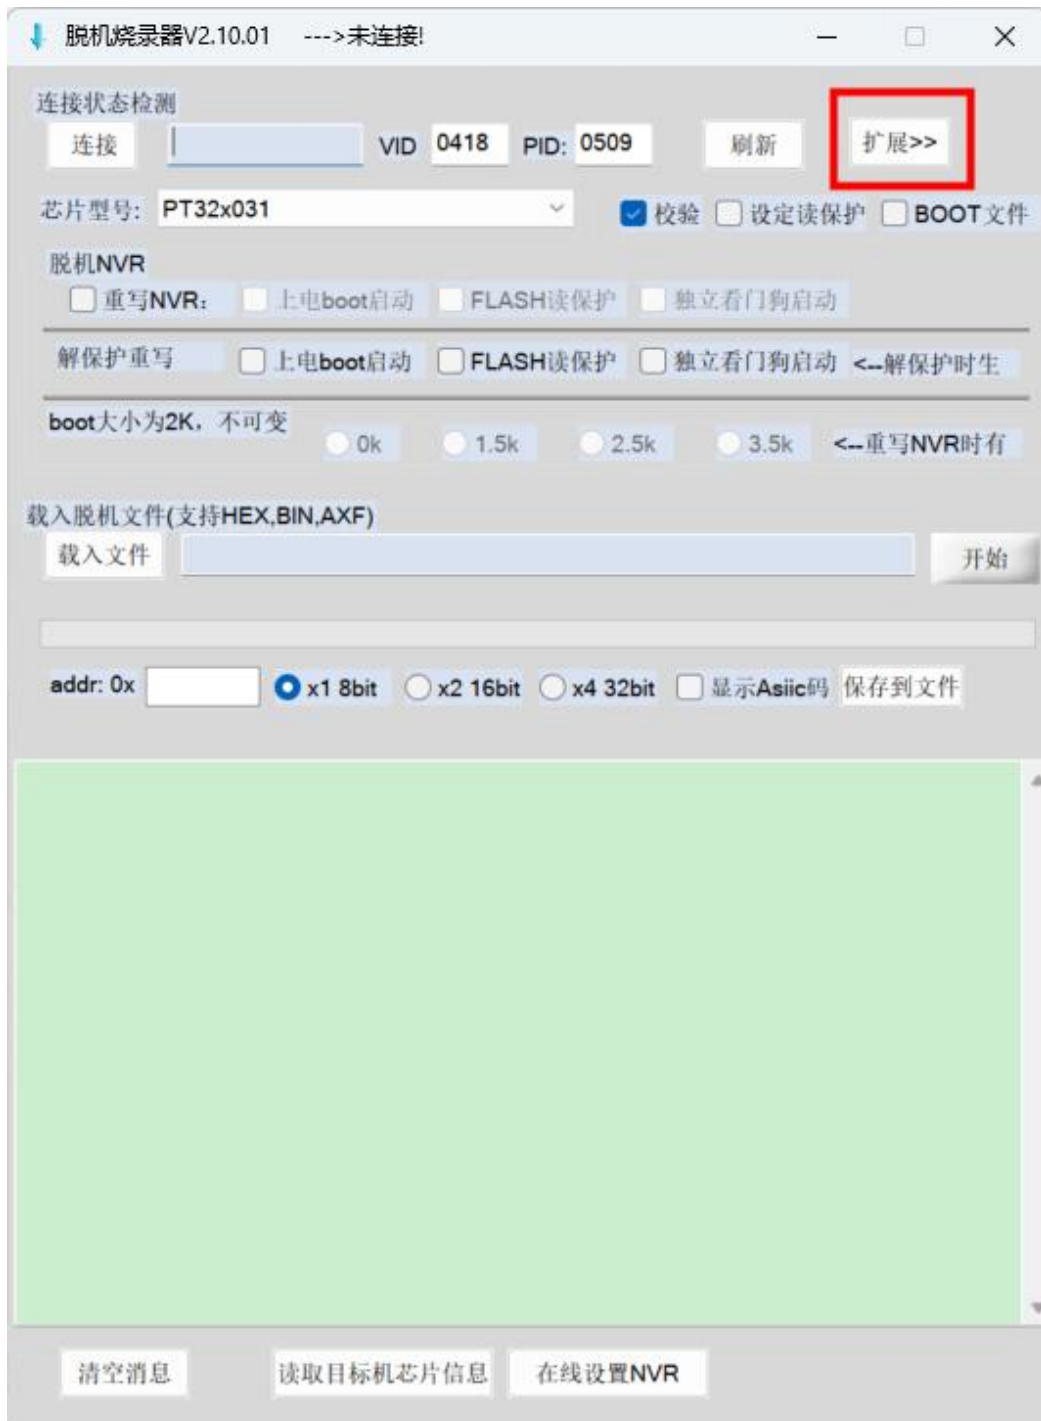 脱机烧录器V2.10.01 --->未连接!
连接状态检测
连接 VID 0418 PID: 0509 刷新 扩展>>
芯片型号: PT32x031 校验 设定读保护 BOOT文件
脱机NVR
重写NVR: 上电boot启动 FLASH读保护 独立看门狗启动
解保护重写 上电boot启动 FLASH读保护 独立看门狗启动 <--解保护时生
boot大小为2K，不可变
0k 1.5k 2.5k 3.5k <--重写NVR时有
载入脱机文件(支持HEX,BIN,AXF)
载入文件 开始
addr: 0x x1 8bit x2 16bit x4 32bit 显示Asiic码 保存到文件
清空消息 读取目标机芯片信息 在线设置NVR